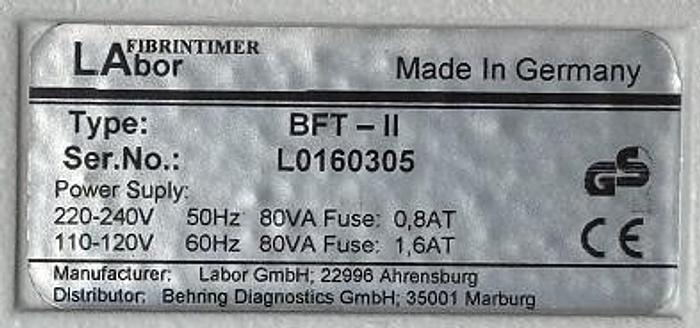 FIBRINTIMER
LAbor
Made In Germany
Type: BFT – II
Ser.No.: L0160305
Power Suply:
220-240V 50Hz 80VA Fuse: 0,8AT
110-120V 60Hz 80VA Fuse: 1,6AT
GS
CE
Manufacturer: Labor GmbH; 22996 Ahrensburg
Distributor: Behring Diagnostics GmbH; 35001 Marburg